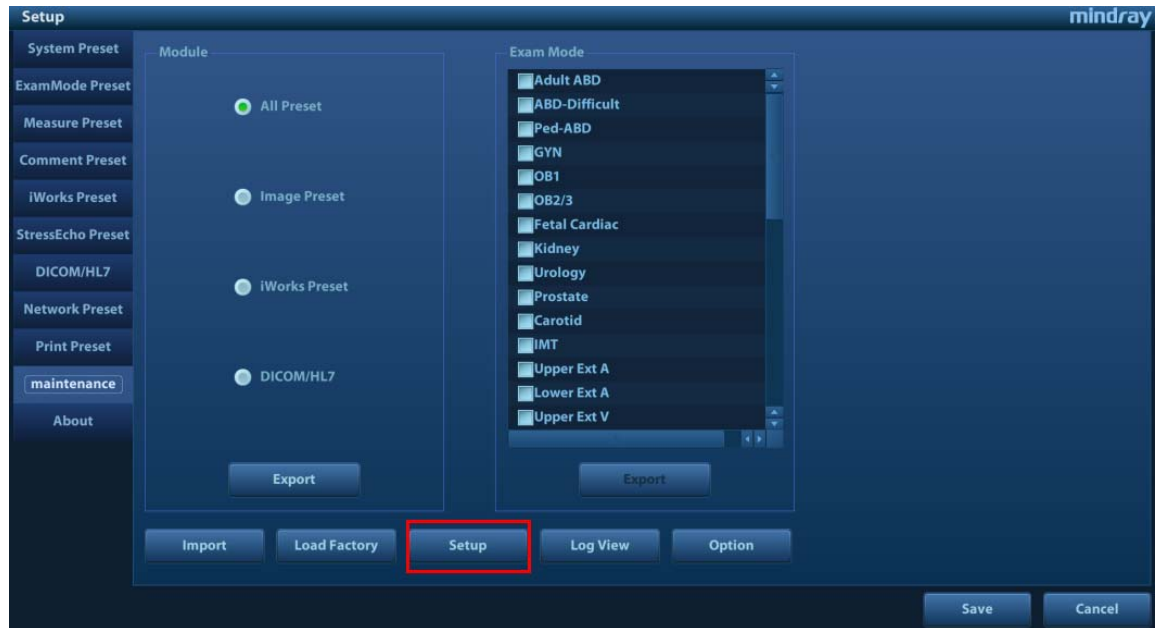 Setup
mindray
System Preset
ExamMode Preset
Measure Preset
Comment Preset
iWorks Preset
StressEcho Preset
DICOM/HL7
Network Preset
Print Preset
maintenance
About
Module
All Preset
Image Preset
iWorks Preset
DICOM/HL7
Export
Exam Mode
Adult ABD
ABD-Difficult
Ped-ABD
GYN
OB1
OB2/3
Fetal Cardiac
Kidney
Urology
Prostate
Carotid
IMT
Upper Ext A
Lower Ext A
Upper Ext V
Export
Import
Load Factory
Setup
Log View
Option
Save
Cancel